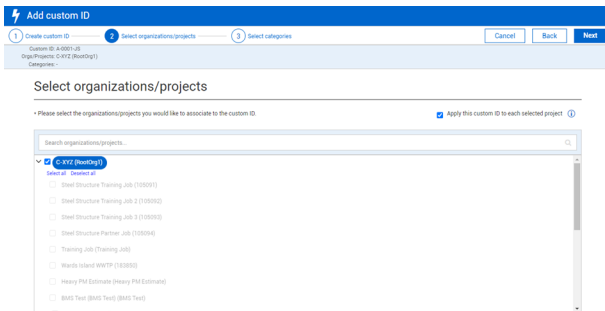 Add custom ID
1 Create custom ID 2 Select organizations/projects 3 Select categories Cancel Back Next
Custom ID: A-0001-JS
Orgs/Projects: C-XYZ (RootOrg1)
Categories: -
Select organizations/projects
• Please select the organizations/projects you would like to associate to the custom ID. Apply this custom ID to each selected project
Search organizations/projects...
C-XYZ (RootOrg1)
Select all Deselect all
Steel Structure Training Job (109091)
Steel Structure Training Job 2 (109092)
Steel Structure Training Job 3 (109093)
Steel Structure Partner Job (109094)
Training Job (Training Job)
Wards Island WWTP (103893)
Heavy PM Estimate (Heavy PM Estimate)
BMS Test (BMS Test) (BMS Test)